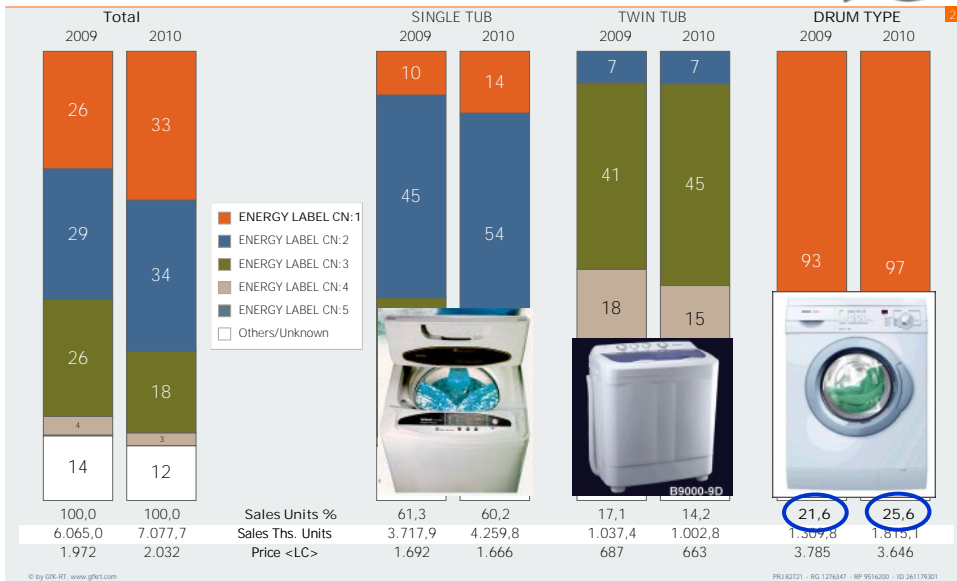 Total SINGLE TUB TWIN TUB DRUM TYPE
2009 2010 2009 2010 2009 2010 2009 2010
26 33 10 14 7 7
29 34 45 54 41 45 93 97
26 18 18 15
4 3
14 12
ENERGY LABEL CN:1
ENERGY LABEL CN:2
ENERGY LABEL CN:3
ENERGY LABEL CN:4
ENERGY LABEL CN:5
Others/Unknown
B9000-9D
100,0 100,0 Sales Units % 61,3 60,2 17,1 14,2 21,6 25,6
6.065,0 7.077,7 Sales Ths. Units 3.717,9 4.259,8 1.037,4 1.002,8 1.309,8 1.815,1
1.972 2.032 Price <LC> 1.692 1.666 687 663 3.785 3.646
© by GfK-RT, www.gfkrt.com PRJ 82721 - RG 1276347 - RP 9516200 - ID 261179301